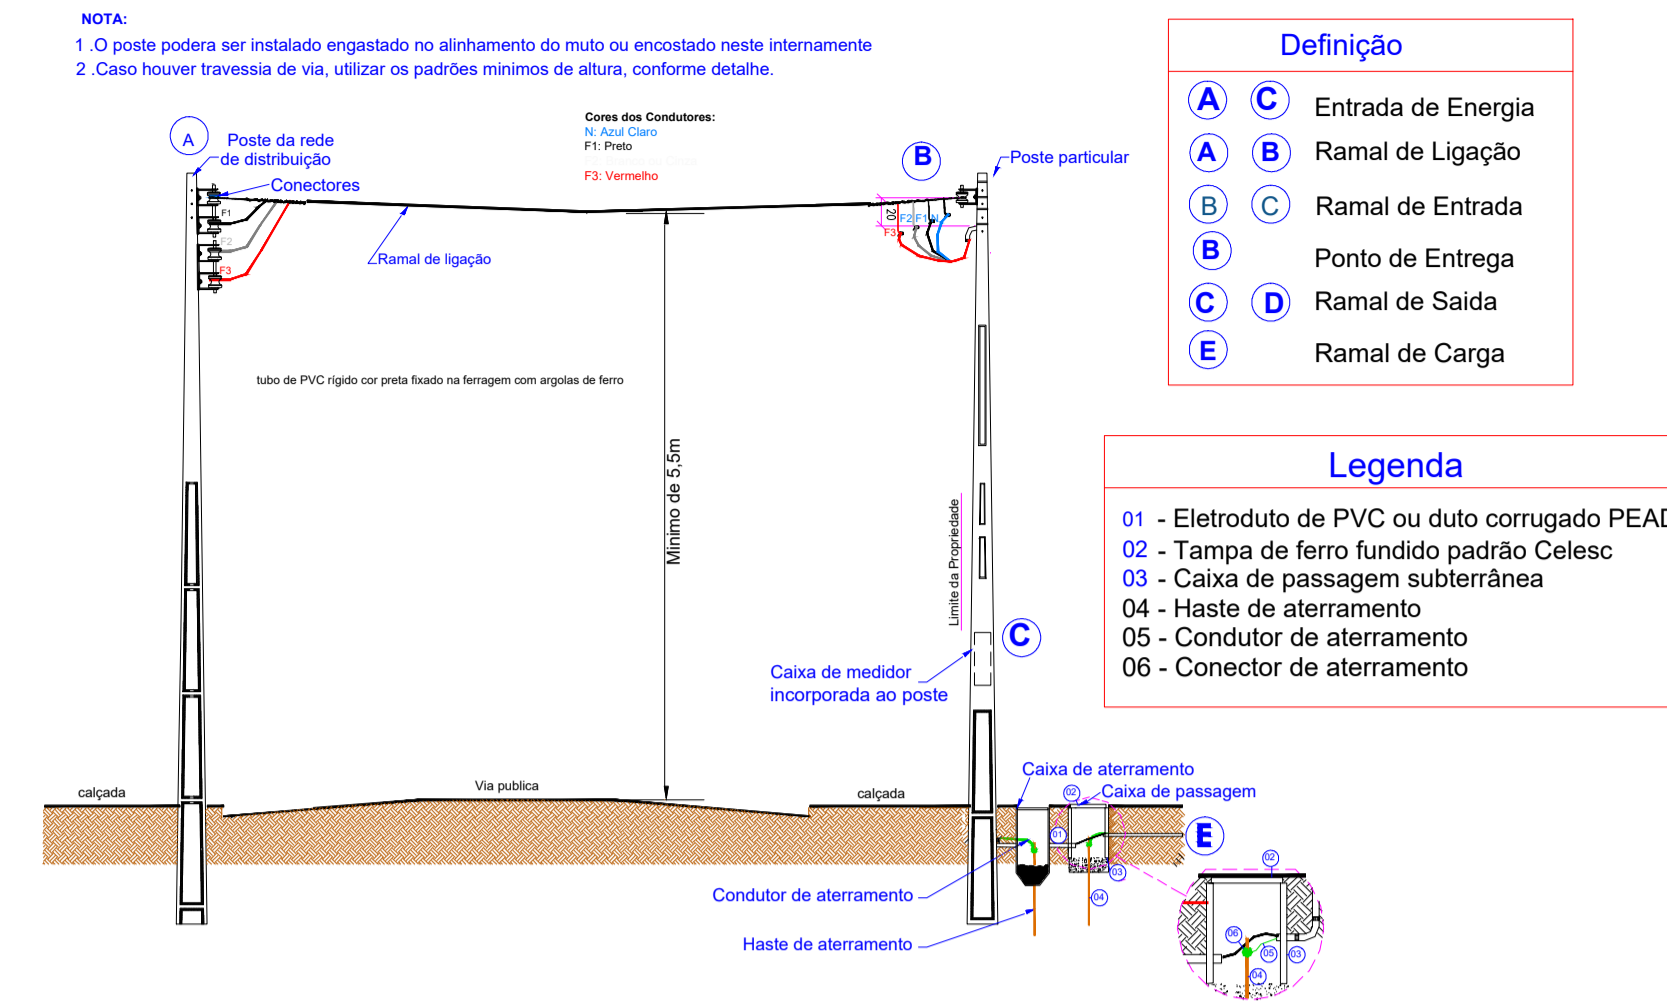 NOTA:
1 .O poste podera ser instalado engastado no alinhamento do muto ou encostado neste internamente
2 .Caso houver travessia de via, utilizar os padrões minimos de altura, conforme detalhe.
Definição
A C Entrada de Energia
A B Ramal de Ligação
B C Ramal de Entrada
B Ponto de Entrega
C D Ramal de Saida
E Ramal de Carga
Cores dos Condutores:
N: Azul Claro
F1: Preto
F3: Vermelho
A
Poste da rede
de distribuição
Conectores
F1
F2
F3
Ramal de ligação
B
Poste particular
20
F2 F1 N
F3
tubo de PVC rígido cor preta fixado na ferragem com argolas de ferro
Minimo de 5,5m
Limite da Propriedade
Legenda
01 - Eletroduto de PVC ou duto corrugado PEAD
02 - Tampa de ferro fundido padrão Celesc
03 - Caixa de passagem subterrânea
04 - Haste de aterramento
05 - Condutor de aterramento
06 - Conector de aterramento
C
Caixa de medidor
incorporada ao poste
calçada
Via publica
calçada
Caixa de aterramento
02
Caixa de passagem
01
E
03
04
Condutor de aterramento
Haste de aterramento
02
06
05
03
04